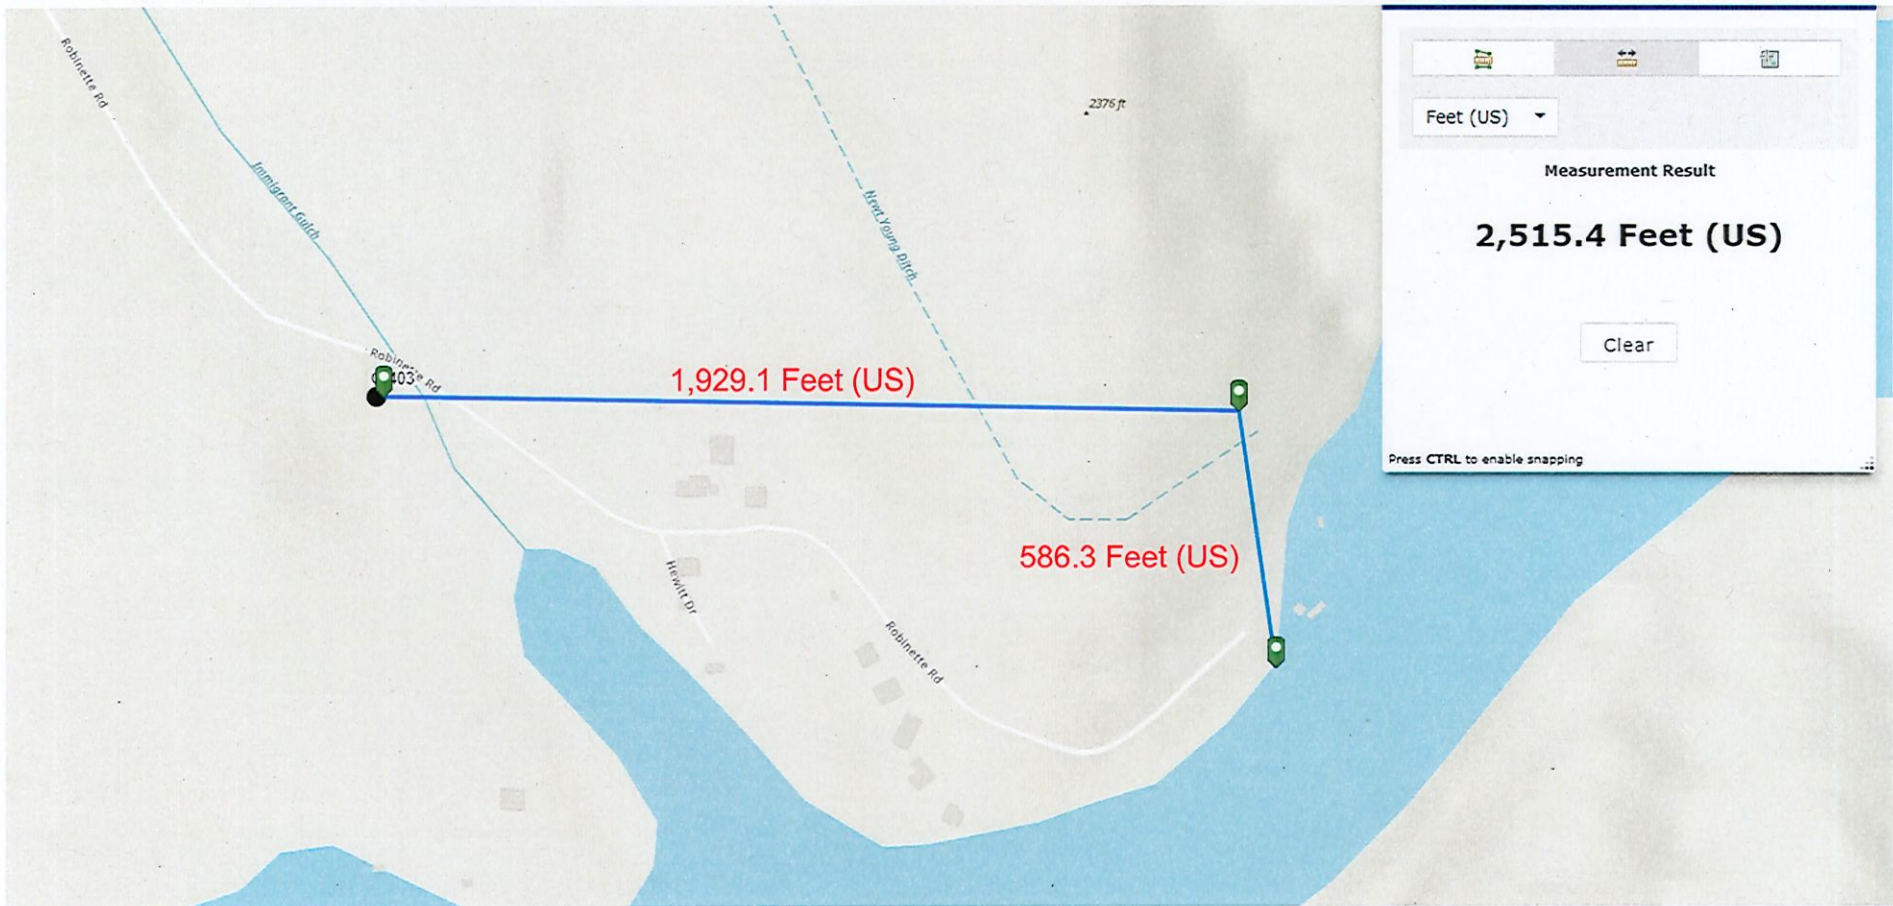 Robinette Rd
Immigrant Gulch
Newt Young Ditch
2376 ft
Feet (US)
Measurement Result
2,515.4 Feet (US)
Clear
Press CTRL to enable snapping
Robinette Rd
403
1,929.1 Feet (US)
586.3 Feet (US)
Hewitt Dr
Robinette Rd